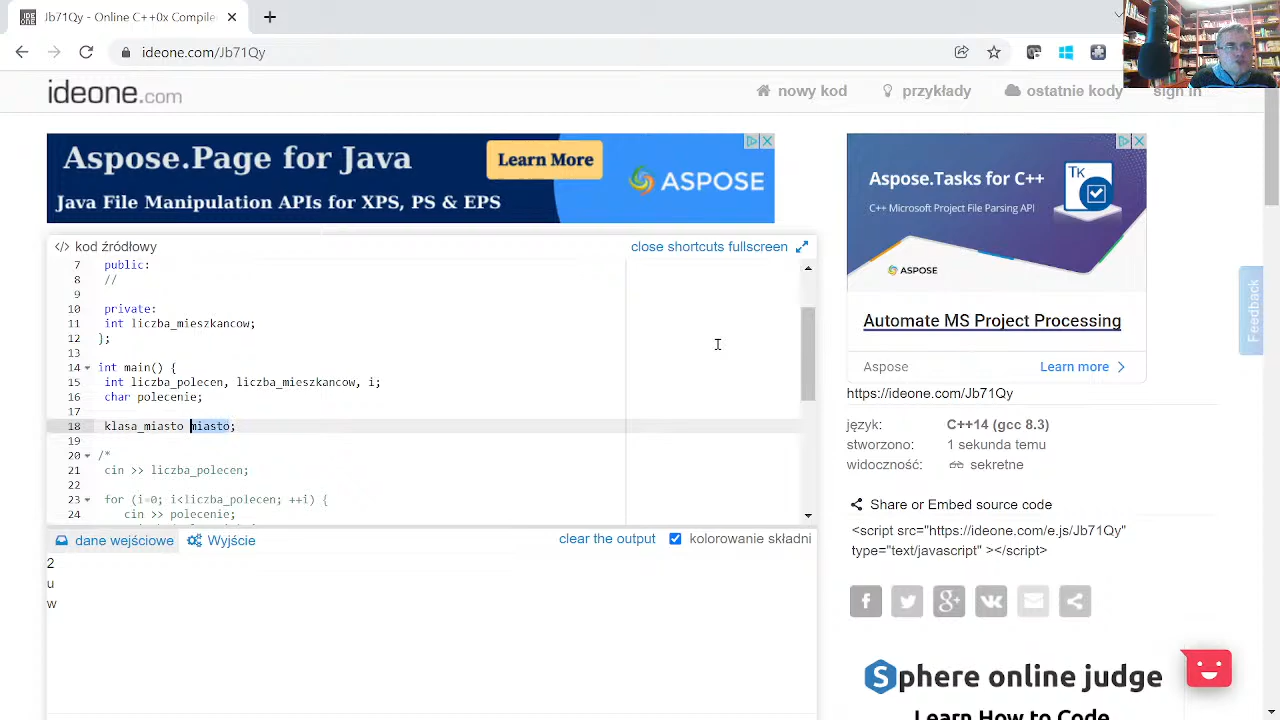 Jb71Qy - Online C++0x Compile
ideone.com/Jb71Qy
ideone.com
nowy kod
przykłady
ostatnie kody
sign in
Aspose.Page for Java
Java File Manipulation APIs for XPS, PS & EPS
Learn More
ASPOSE
Aspose.Tasks for C++
C++ Microsoft Project File Parsing API
TK
ASPOSE
Automate MS Project Processing
Aspose
Learn more
</> kod źródłowy
close shortcuts fullscreen
7 public:
8 //
9
10 private:
11 int liczba_mieszkancow;
12 };
13
14 int main() {
15 int liczba_polecen, liczba_mieszkancow, i;
16 char polecenie;
17
18 klasa_miasto miasto;
19
20 /*
21 cin >> liczba_polecen;
22
23 for (i=0; i<liczba_polecen; ++i) {
24 cin >> polecenie;
dane wejściowe
Wyjście
clear the output
kolorowanie składni
2
u
w
https://ideone.com/Jb71Qy
język: C++14 (gcc 8.3)
stworzono: 1 sekunda temu
widoczność: sekretne
Share or Embed source code
<script src="https://ideone.com/e.js/Jb71Qy"
type="text/javascript" ></script>
Sphere online judge
Learn How to Code
Feedback